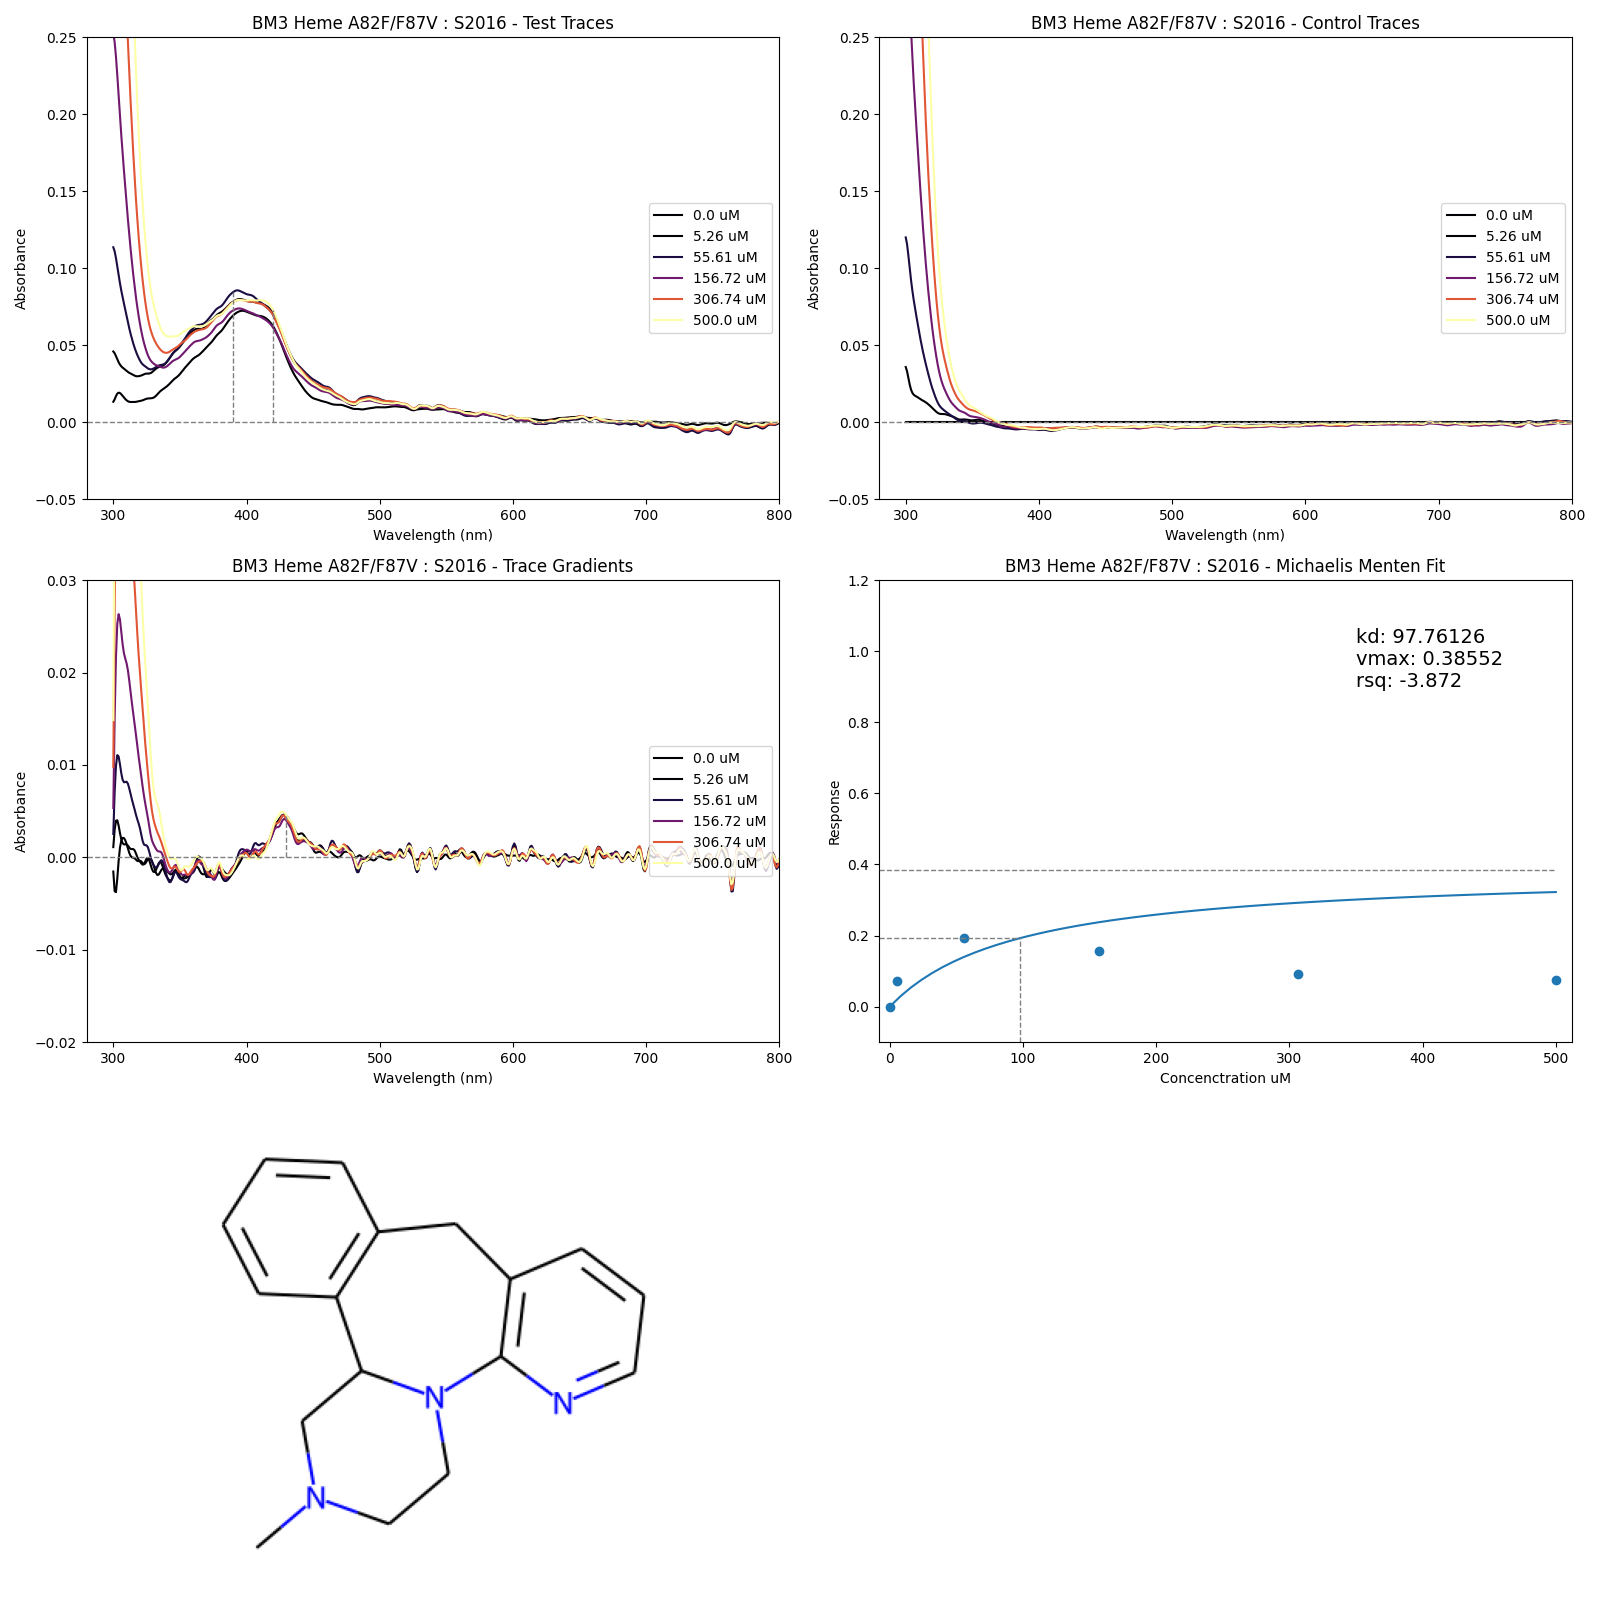 BM3 Heme A82F/F87V : S2016 - Test Traces
0.25
0.20
0.15
0.10
0.05
0.00
−0.05
Absorbance
300 400 500 600 700 800
Wavelength (nm)
0.0 uM
5.26 uM
55.61 uM
156.72 uM
306.74 uM
500.0 uM
BM3 Heme A82F/F87V : S2016 - Control Traces
0.25
0.20
0.15
0.10
0.05
0.00
−0.05
Absorbance
300 400 500 600 700 800
Wavelength (nm)
0.0 uM
5.26 uM
55.61 uM
156.72 uM
306.74 uM
500.0 uM
BM3 Heme A82F/F87V : S2016 - Trace Gradients
0.03
0.02
0.01
0.00
−0.01
−0.02
Absorbance
300 400 500 600 700 800
Wavelength (nm)
0.0 uM
5.26 uM
55.61 uM
156.72 uM
306.74 uM
500.0 uM
BM3 Heme A82F/F87V : S2016 - Michaelis Menten Fit
1.2
1.0
0.8
0.6
0.4
0.2
0.0
Response
0 100 200 300 400 500
Concenctration uM
kd: 97.76126
vmax: 0.38552
rsq: -3.872
N
N
N